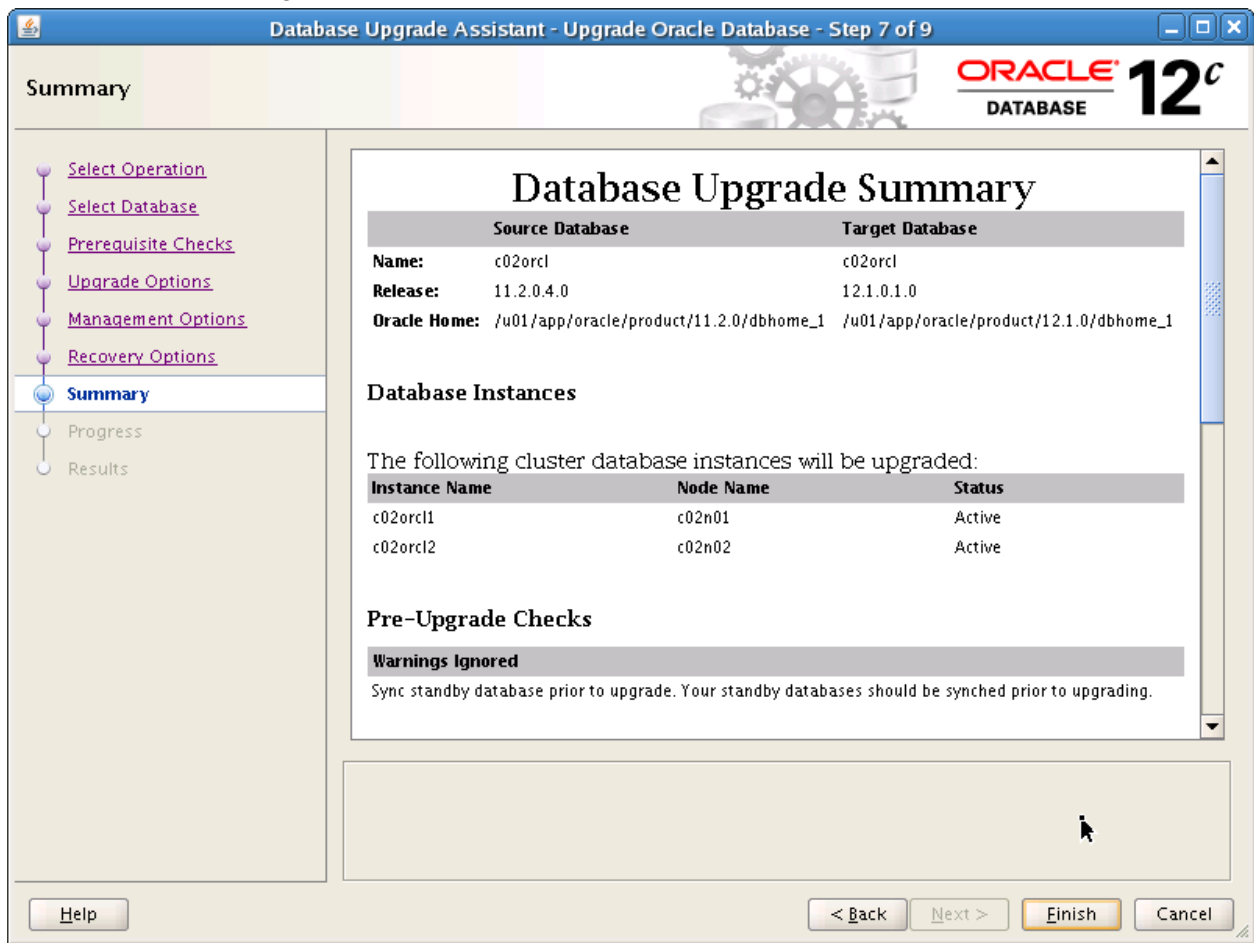 Database Upgrade Assistant - Upgrade Oracle Database - Step 7 of 9
Summary
ORACLE® 12c
DATABASE
Select Operation
Select Database
Prerequisite Checks
Upgrade Options
Management Options
Recovery Options
Summary
Progress
Results
Database Upgrade Summary
Source Database Target Database
Name: c02orcl c02orcl
Release: 11.2.0.4.0 12.1.0.1.0
Oracle Home: /u01/app/oracle/product/11.2.0/dbhome_1 /u01/app/oracle/product/12.1.0/dbhome_1
Database Instances
The following cluster database instances will be upgraded:
Instance Name Node Name Status
c02orcl1 c02n01 Active
c02orcl2 c02n02 Active
Pre-Upgrade Checks
Warnings Ignored
Sync standby database prior to upgrade. Your standby databases should be synched prior to upgrading.
Help < Back Next > Finish Cancel